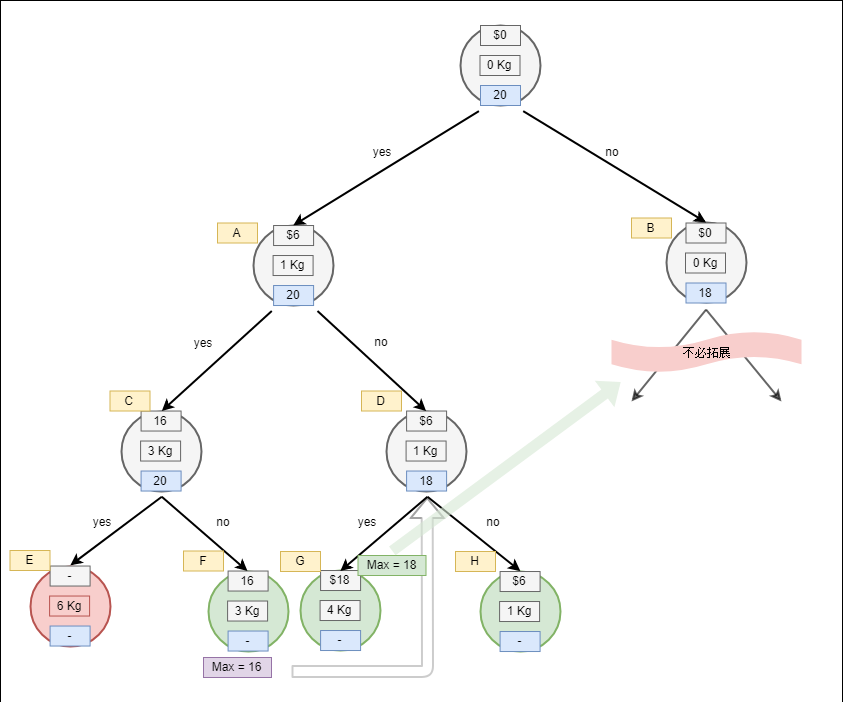 $0
0 Kg
20
yes
no
A
$6
1 Kg
20
B
$0
0 Kg
18
yes
no
不必拓展
C
16
3 Kg
20
D
$6
1 Kg
18
yes
no
yes
no
E
-
6 Kg
-
F
16
3 Kg
-
Max = 16
G
$18
4 Kg
-
Max = 18
H
$6
1 Kg
-